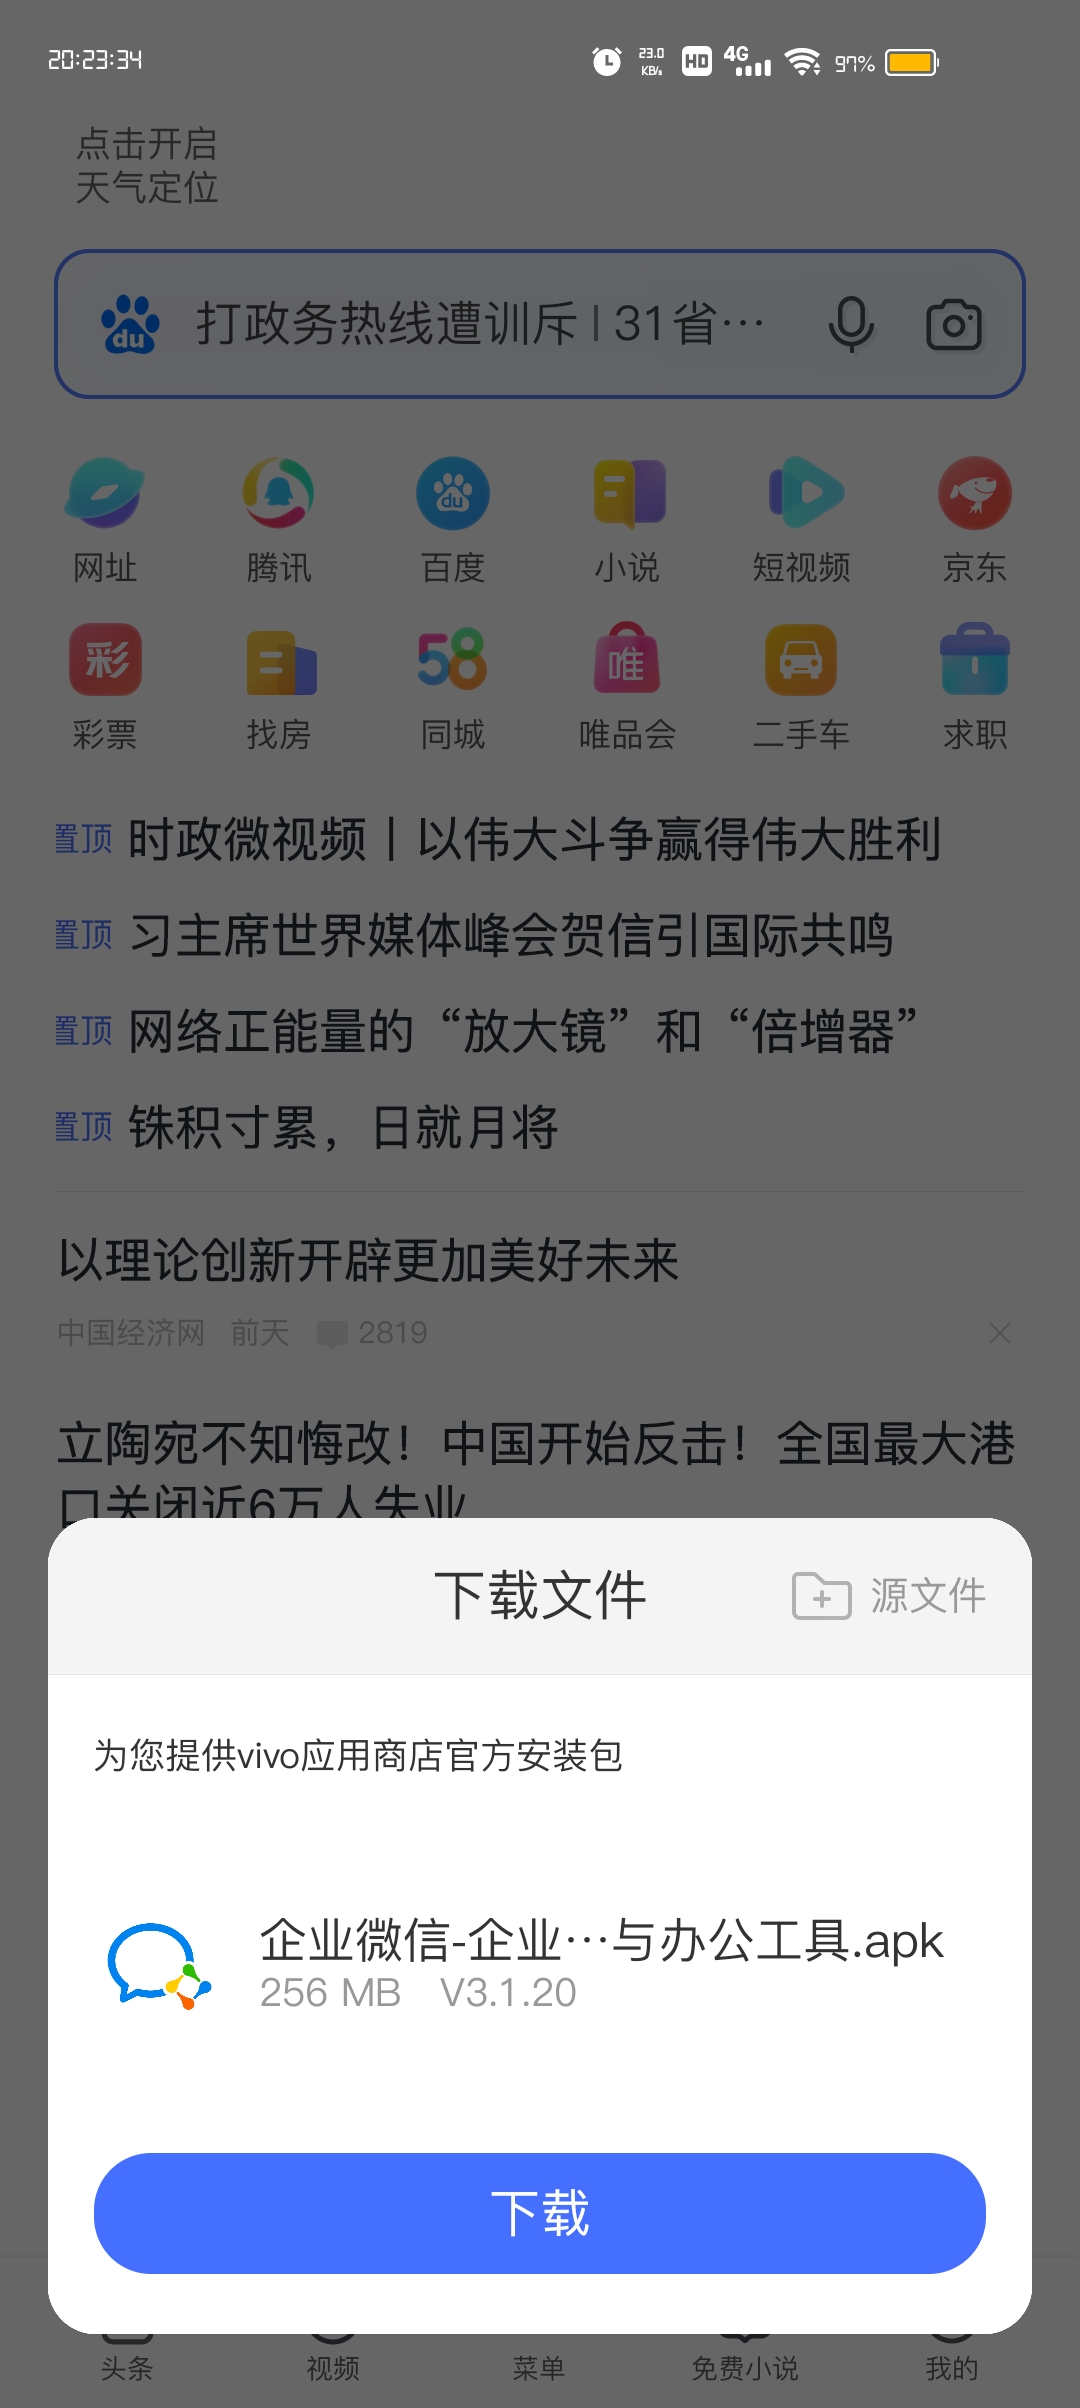 20:23:34
23.0
KB/s
HD
4G
97%
点击开启
天气定位
du
打政务热线遭训斥 | 31省…
du
网址
腾讯
百度
小说
短视频
京东
彩
58
唯
彩票
找房
同城
唯品会
二手车
求职
置顶 时政微视频丨以伟大斗争赢得伟大胜利
置顶 习主席世界媒体峰会贺信引国际共鸣
置顶 网络正能量的“放大镜”和“倍增器”
置顶 铢积寸累，日就月将
以理论创新开辟更加美好未来
中国经济网 前天 2819
立陶宛不知悔改！中国开始反击！全国最大港
口关闭近6万人失业
下载文件
源文件
为您提供vivo应用商店官方安装包
企业微信-企业…与办公工具.apk
256 MB V3.1.20
下载
头条
视频
菜单
免费小说
我的